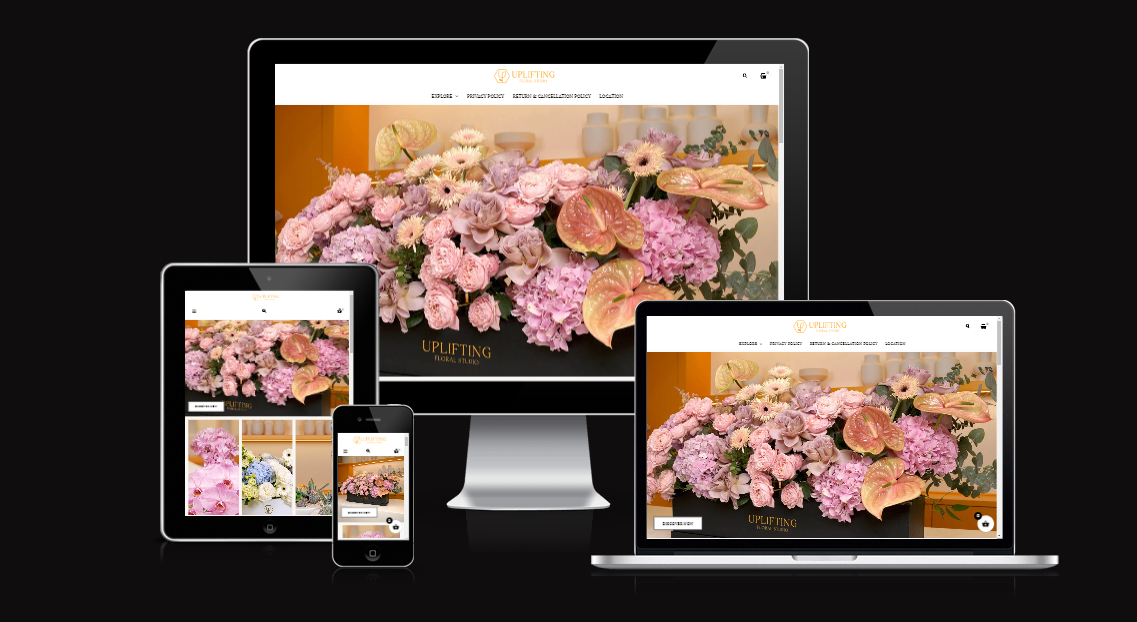 UPLIFTING
FLORAL STUDIO
EXPLORE PRIVACY POLICY RETURN & CANCELLATION POLICY LOCATION
UPLIFTING
FLORAL STUDIO
UPLIFTING
UPLIFTING
DISCOVER NOW
UPLIFTING
DISCOVER NOW
UPLIFTING
FLORAL STUDIO
EXPLORE PRIVACY POLICY RETURN & CANCELLATION POLICY LOCATION
UPLIFTING
FLORAL STUDIO
DISCOVER NOW